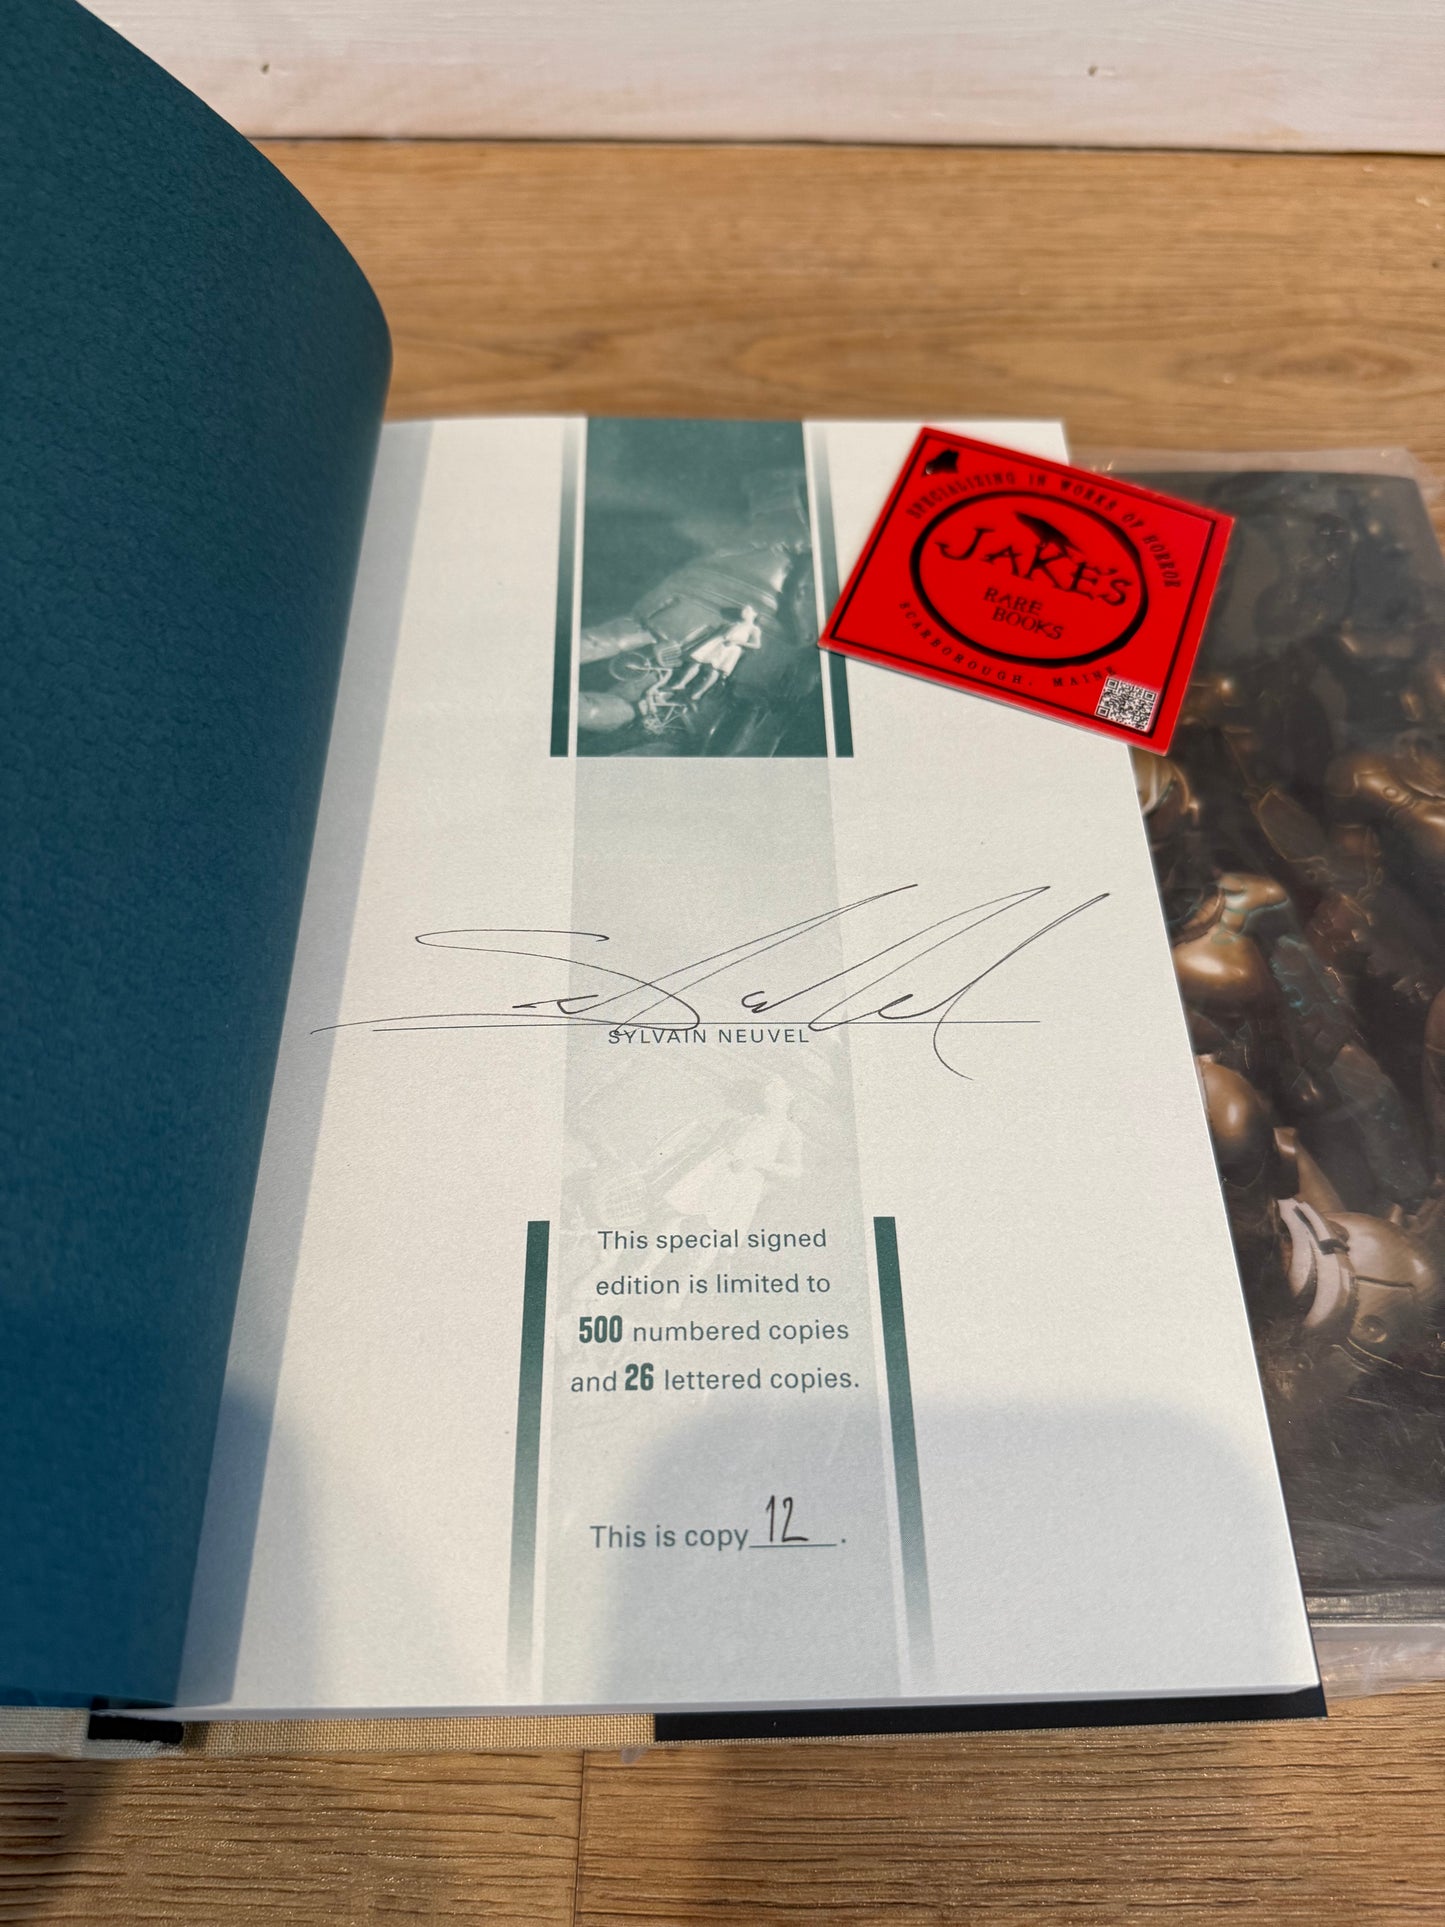 SPECIALIZING IN WORKS OF HORROR
JAKE'S
RARE
BOOKS
SCARBOROUGH, MAINE
SYLVAIN NEUVEL
This special signed
edition is limited to
500 numbered copies
and 26 lettered copies.
This is copy 12.